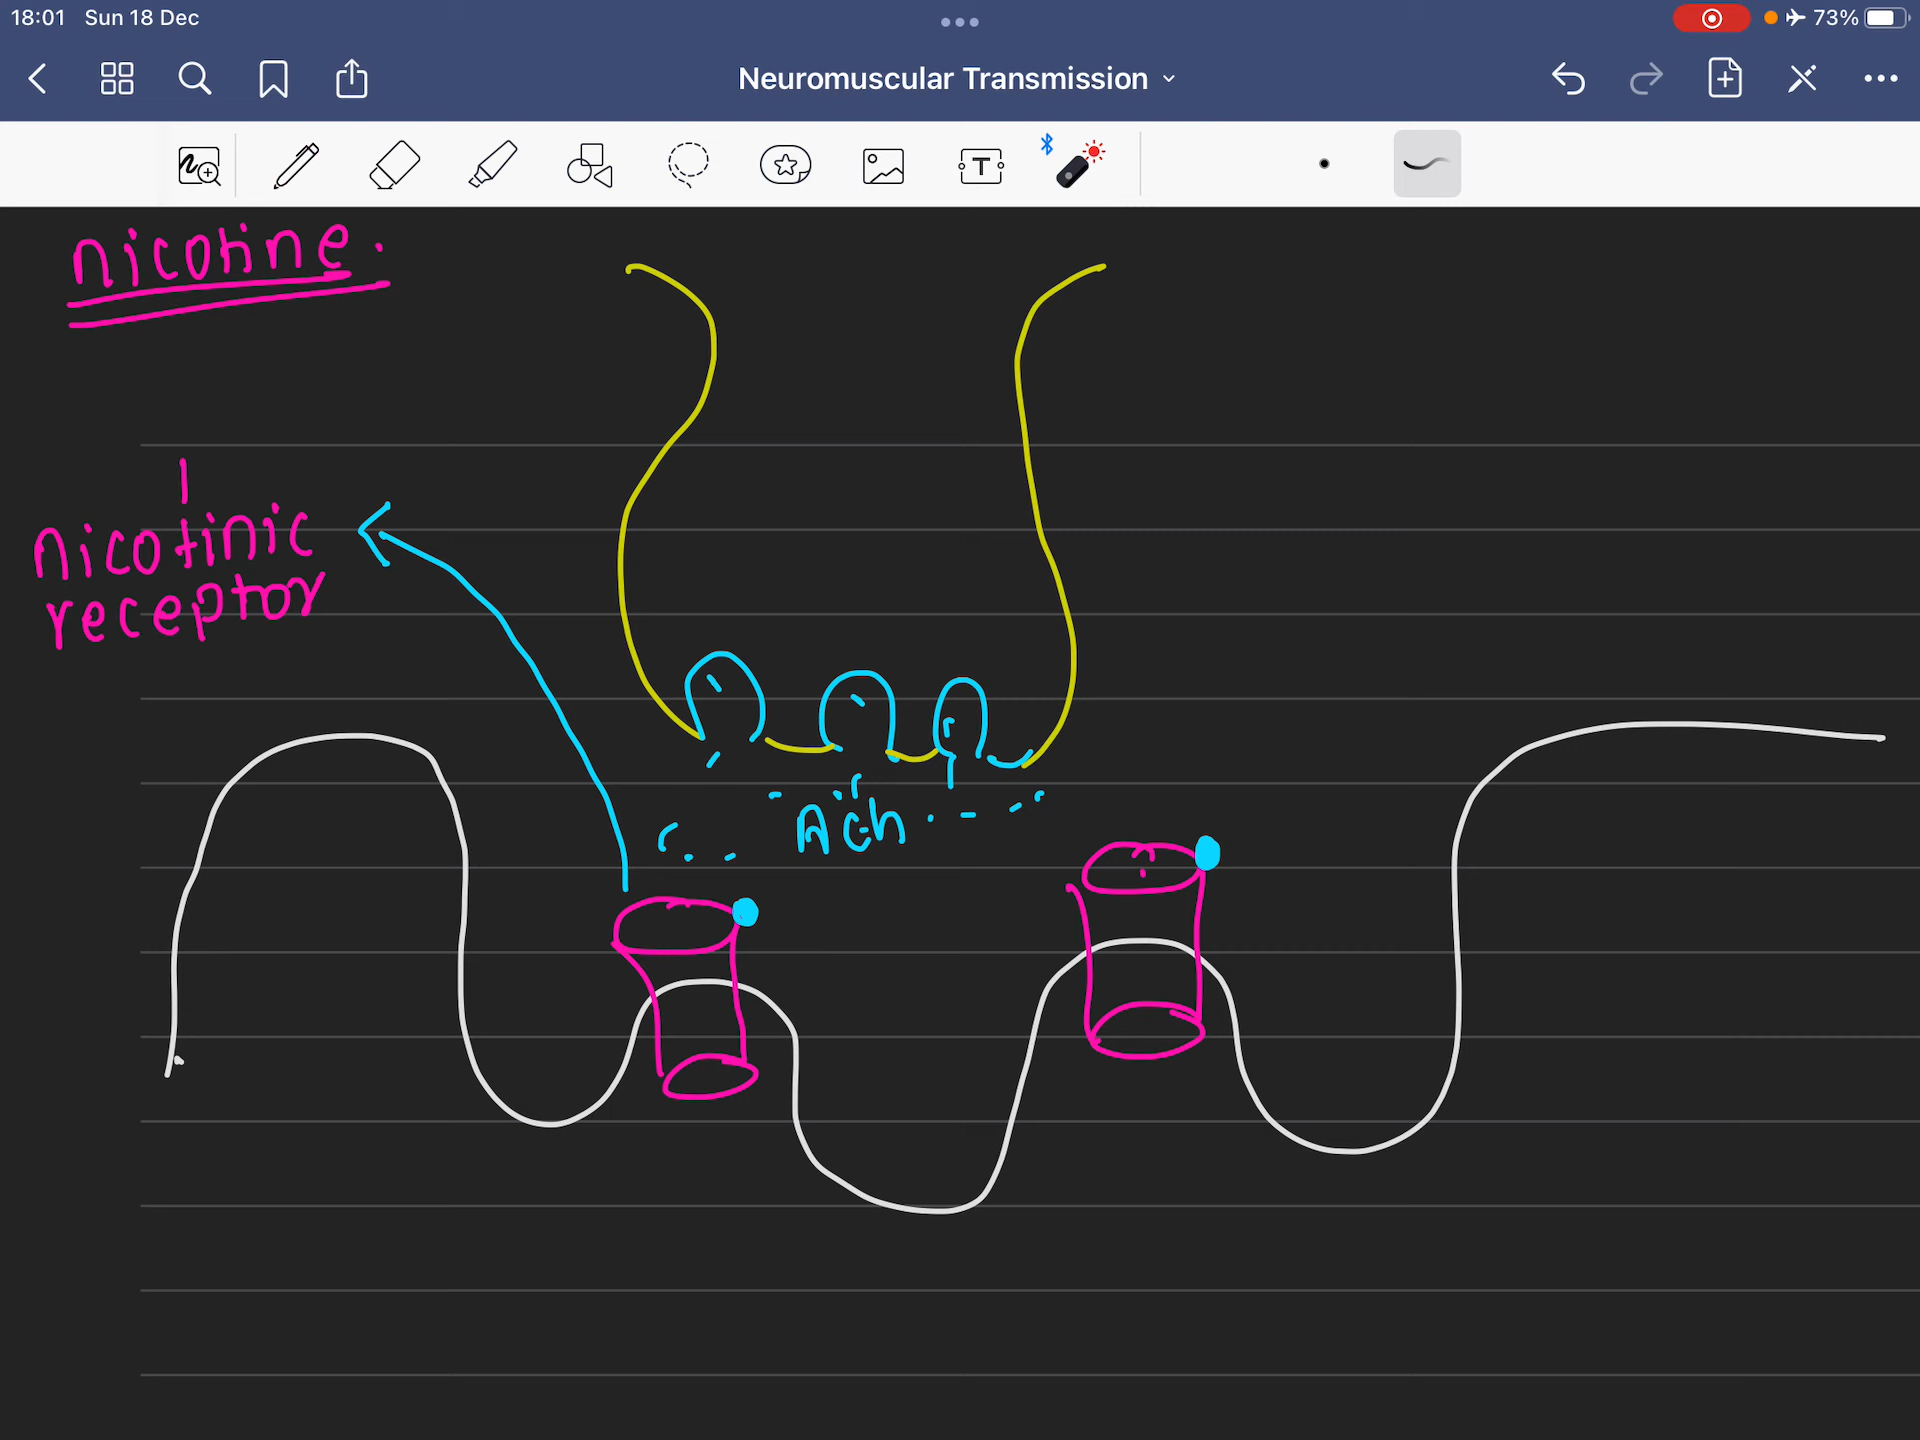 18:01 Sun 18 Dec
73%
Neuromuscular Transmission
T
nicotine.
nicotinic
receptor
Ach